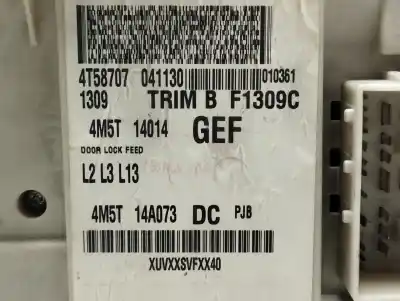 4T58707 041130 010361
1309 TRIM B F1309C
4M5T 14014 GEF
DOOR LOCK FEED
L2 L3 L13
4M5T 14A073 DC PJB
XUVXXSVFXX40